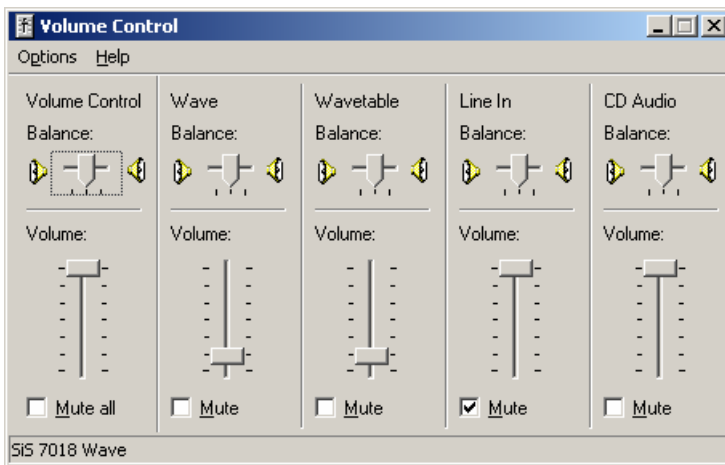 Volume Control
Options Help
Volume Control Wave Wavetable Line In CD Audio
Balance: Balance: Balance: Balance: Balance:
Volume: Volume: Volume: Volume: Volume:
Mute all Mute Mute Mute Mute
SiS 7018 Wave